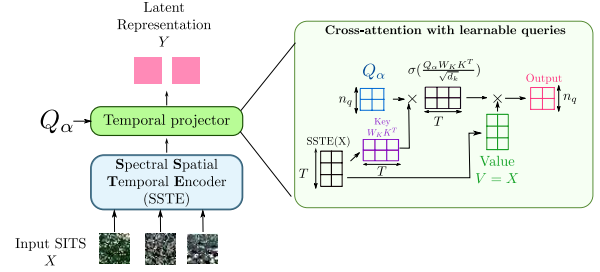 Latent
Representation
Y
Q_α
Temporal projector
Spectral Spatial
Temporal Encoder
(SSTE)
Input SITS
X
Cross-attention with learnable queries
Q_α
n_q
σ(Q_α W_K K^T / √d_k)
×
T
×
Output
n_q
Key
W_K K^T
T
SSTE(X)
T
Value
V = X